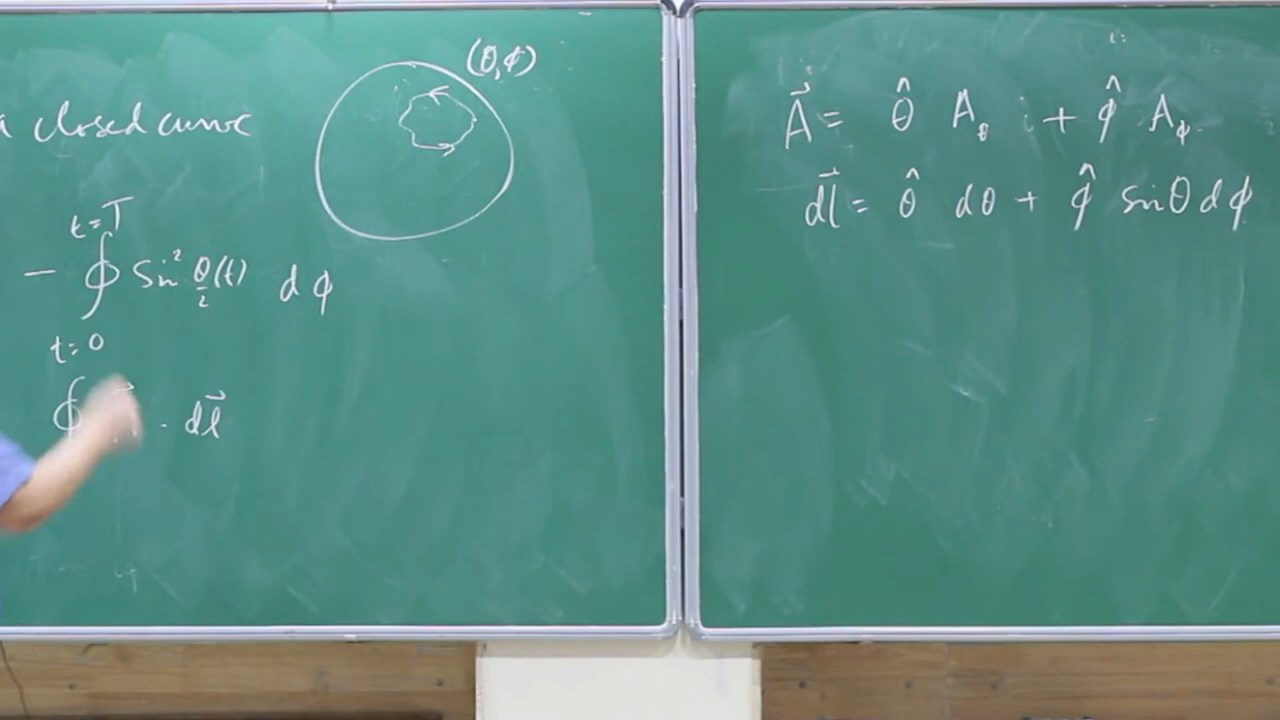 a closed curve
(θ,ϕ)
t=T
- ∮ Sin² θ/2 (t) dϕ
t=0
∮ . dl⃗
A⃗ = θ̂ A_θ + ϕ̂ A_ϕ
dl⃗ = θ̂ dθ + ϕ̂ sinθ dϕ